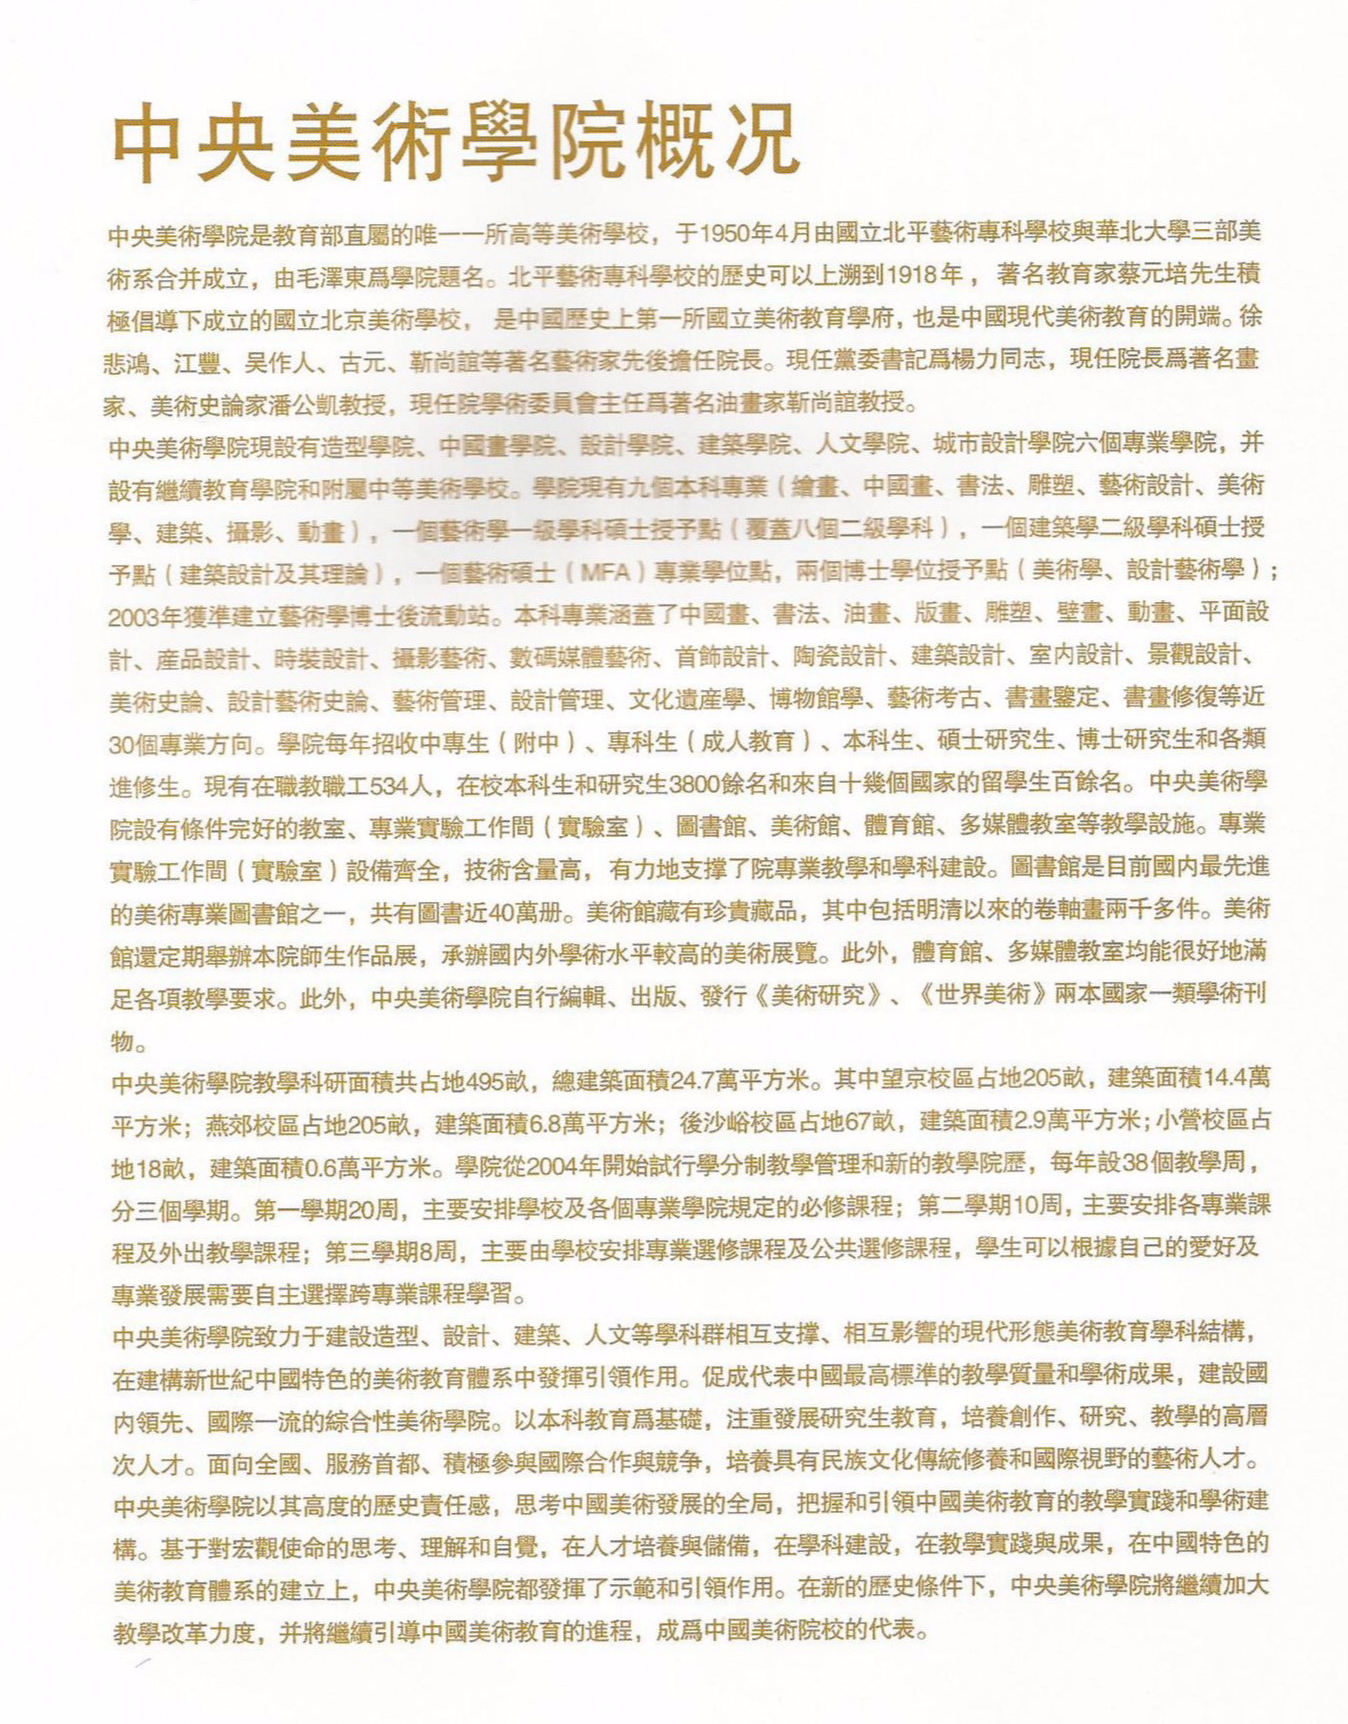 中央美術學院概况
中央美術學院是教育部直屬的唯一一所高等美術學校，于1950年4月由國立北平藝術專科學校與華北大學三部美
術系合并成立，由毛澤東爲學院題名。北平藝術專科學校的歷史可以上溯到1918年，著名教育家蔡元培先生積
極倡導下成立的國立北京美術學校， 是中國歷史上第一所國立美術教育學府，也是中國現代美術教育的開端。徐
悲鴻、江豐、吴作人、古元、靳尚誼等著名藝術家先後擔任院長。現任黨委書記爲楊力同志，現任院長爲著名畫
家、美術史論家潘公凱教授，現任院學術委員會主任爲著名油畫家靳尚誼教授。
中央美術學院現設有造型學院、中國畫學院、設計學院、建築學院、人文學院、城市設計學院六個專業學院，并
設有繼續教育學院和附屬中等美術學校。學院現有九個本科專業（繪畫、中國畫、書法、雕塑、藝術設計、美術
學、建築、攝影、動畫），一個藝術學一級學科碩士授予點（覆蓋八個二級學科），一個建築學二級學科碩士授
予點（建築設計及其理論），一個藝術碩士（MFA）專業學位點，兩個博士學位授予點（美術學、設計藝術學）；
2003年獲準建立藝術學博士後流動站。本科專業涵蓋了中國畫、書法、油畫、版畫、雕塑、壁畫、動畫、平面設
計、産品設計、時裝設計、攝影藝術、數碼媒體藝術、首飾設計、陶瓷設計、建築設計、室内設計、景觀設計、
美術史論、設計藝術史論、藝術管理、設計管理、文化遺産學、博物館學、藝術考古、書畫鑒定、書畫修復等近
30個專業方向。學院每年招收中專生（附中）、專科生（成人教育）、本科生、碩士研究生、博士研究生和各類
進修生。現有在職教職工534人，在校本科生和研究生3800餘名和來自十幾個國家的留學生百餘名。中央美術學
院設有條件完好的教室、專業實驗工作間（實驗室）、圖書館、美術館、體育館、多媒體教室等教學設施。專業
實驗工作間（實驗室）設備齊全，技術含量高，有力地支撑了院專業教學和學科建設。圖書館是目前國内最先進
的美術專業圖書館之一，共有圖書近40萬册。美術館藏有珍貴藏品，其中包括明清以來的卷軸畫兩千多件。美術
館還定期舉辦本院師生作品展，承辦國内外學術水平較高的美術展覽。此外，體育館、多媒體教室均能很好地滿
足各項教學要求。此外，中央美術學院自行編輯、出版、發行《美術研究》、《世界美術》兩本國家一類學術刊
物。
中央美術學院教學科研面積共占地495畝，總建築面積24.7萬平方米。其中望京校區占地205畝，建築面積14.4萬
平方米；燕郊校區占地205畝，建築面積6.8萬平方米；後沙峪校區占地67畝，建築面積2.9萬平方米；小營校區占
地18畝，建築面積0.6萬平方米。學院從2004年開始試行學分制教學管理和新的教學院歷，每年設38個教學周，
分三個學期。第一學期20周，主要安排學校及各個專業學院規定的必修課程；第二學期10周，主要安排各專業課
程及外出教學課程；第三學期8周，主要由學校安排專業選修課程及公共選修課程，學生可以根據自己的愛好及
專業發展需要自主選擇跨專業課程學習。
中央美術學院致力于建設造型、設計、建築、人文等學科群相互支撑、相互影響的現代形態美術教育學科結構，
在建構新世紀中國特色的美術教育體系中發揮引領作用。促成代表中國最高標準的教學質量和學術成果，建設國
内領先、國際一流的綜合性美術學院。以本科教育爲基礎，注重發展研究生教育，培養創作、研究、教學的高層
次人才。面向全國、服務首都、積極參與國際合作與競争，培養具有民族文化傳統修養和國際視野的藝術人才。
中央美術學院以其高度的歷史責任感，思考中國美術發展的全局，把握和引領中國美術教育的教學實踐和學術建
構。基于對宏觀使命的思考、理解和自覺，在人才培養與儲備，在學科建設，在教學實踐與成果，在中國特色的
美術教育體系的建立上，中央美術學院都發揮了示範和引領作用。在新的歷史條件下，中央美術學院將繼續加大
教學改革力度，并將繼續引導中國美術教育的進程，成爲中國美術院校的代表。